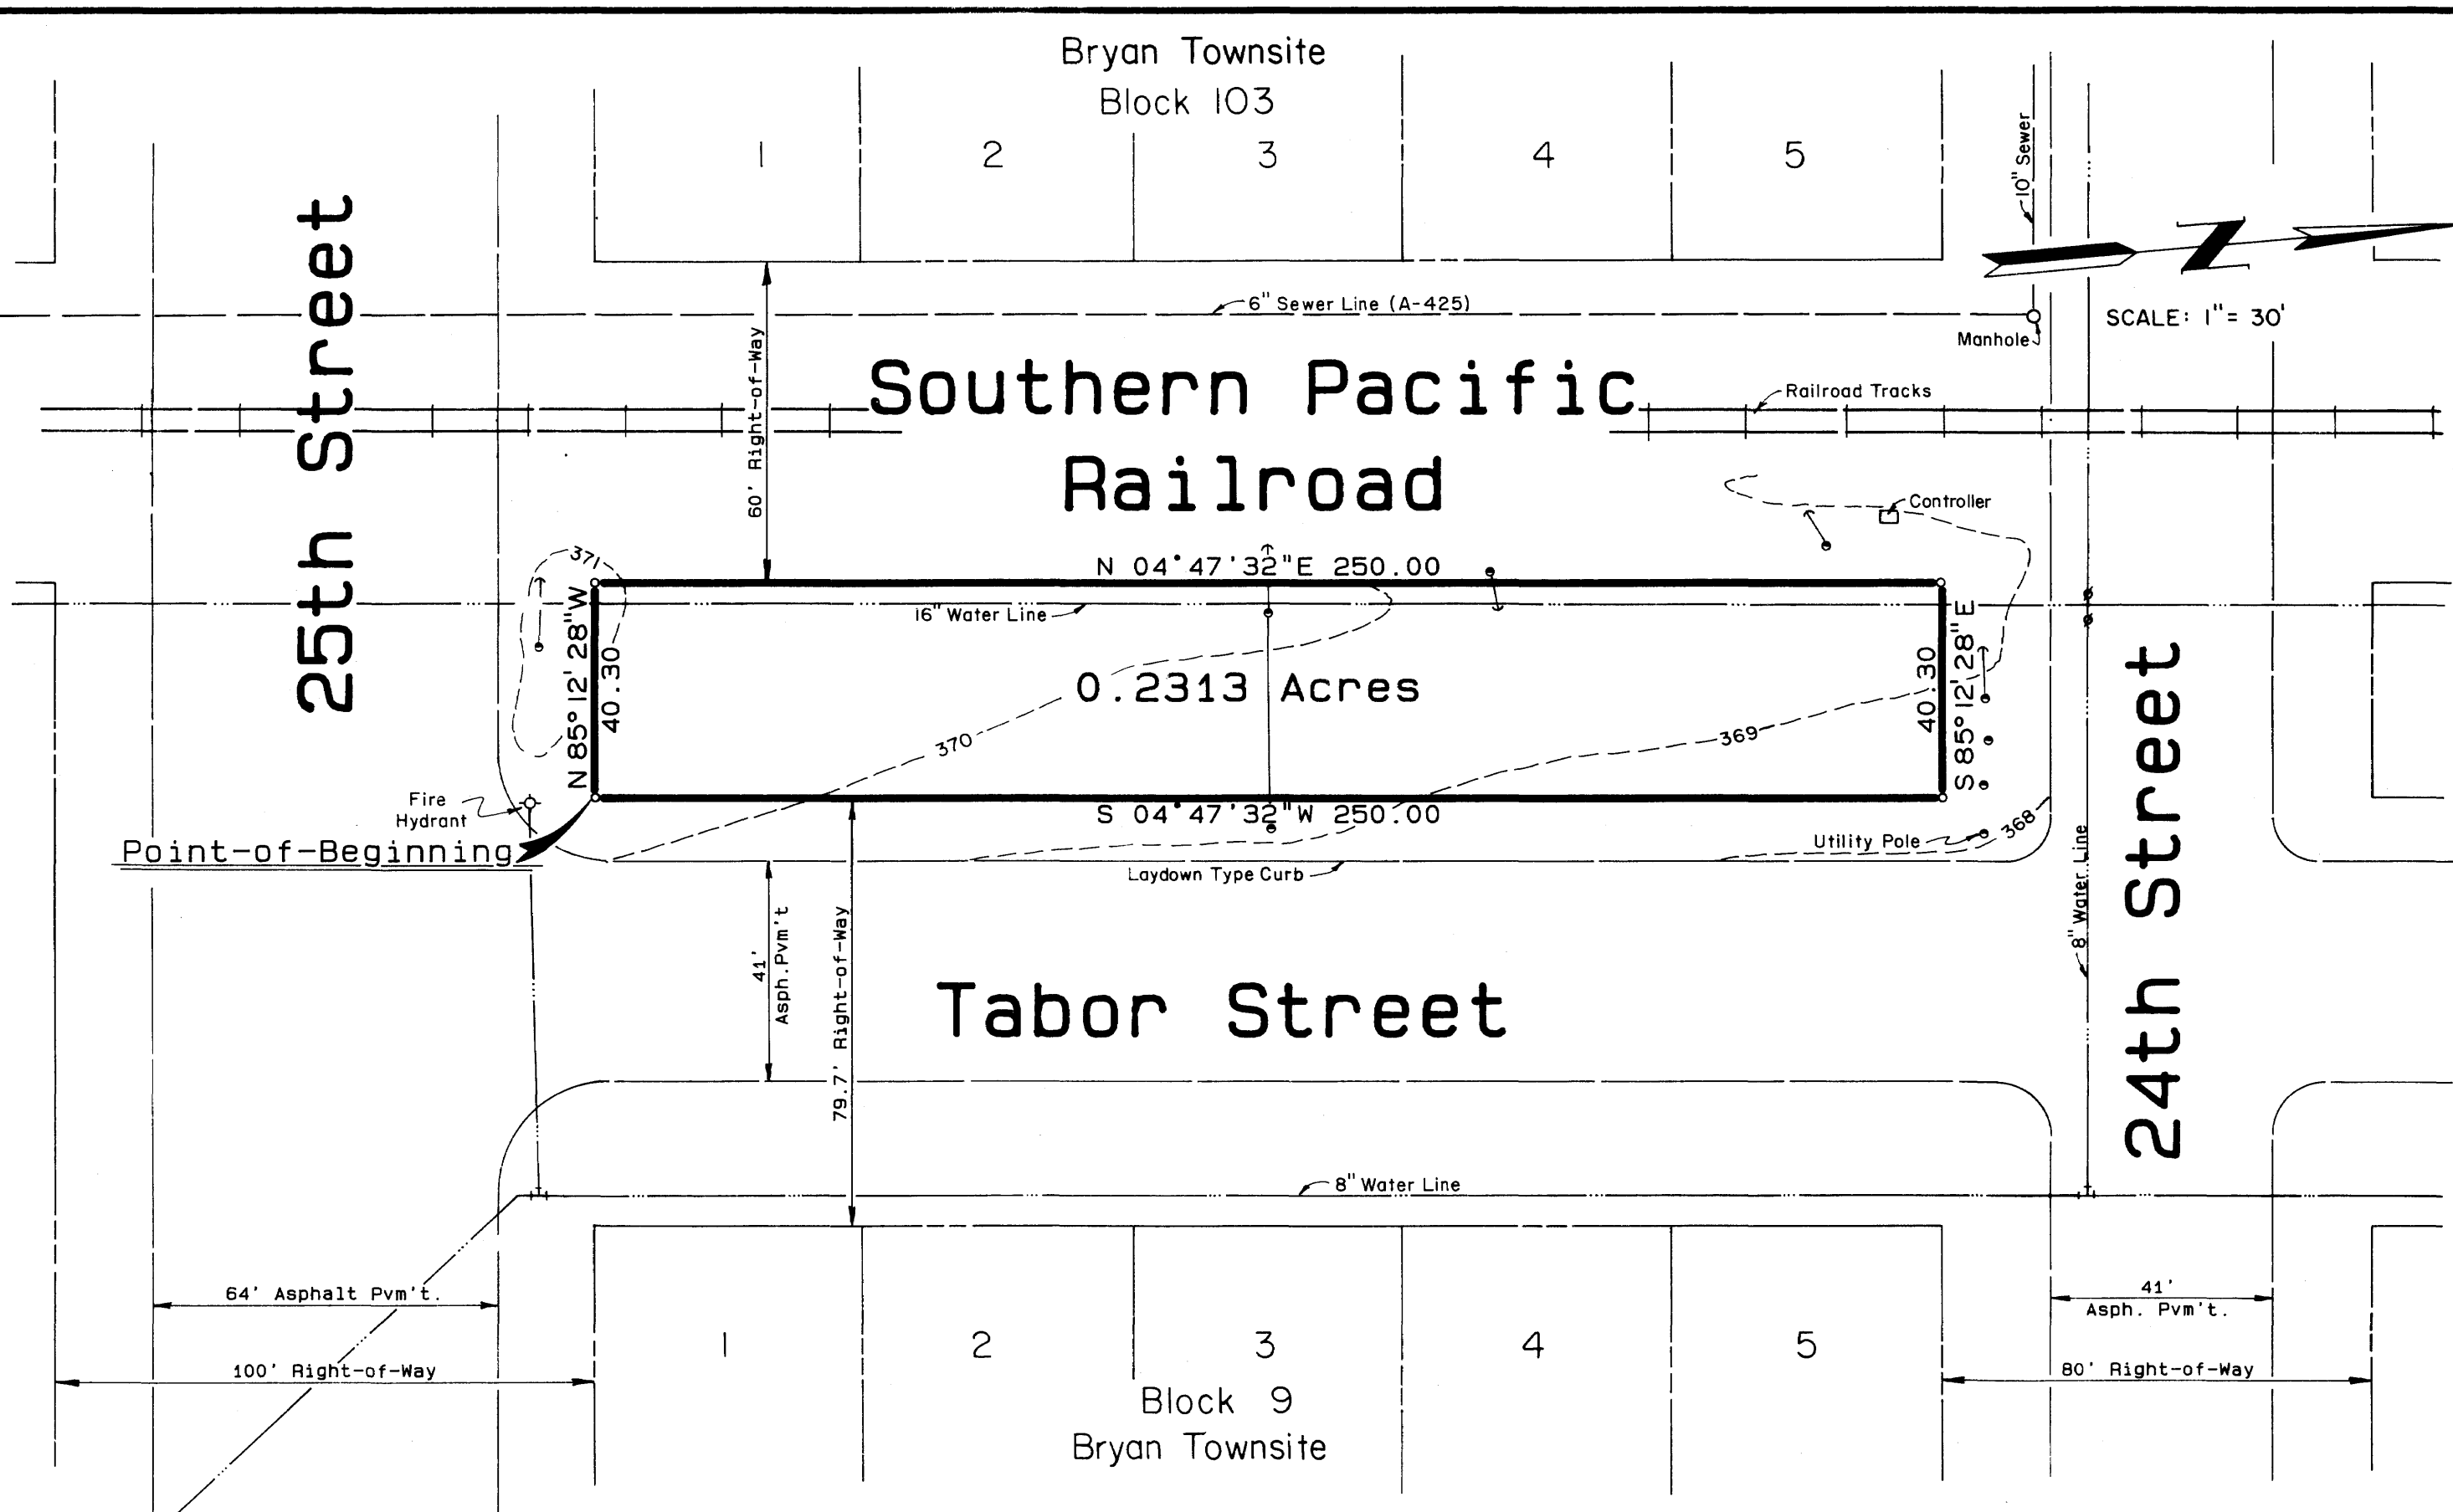 Bryan Townsite
Block 103
1
2
3
4
5
10" Sewer
N
6" Sewer Line (A-425)
SCALE: 1"= 30'
Manhole
25th Street
60' Right-of-Way
Southern Pacific
Railroad
Railroad Tracks
Controller
371
N 04°47'32"E 250.00
16" Water Line
N 85°12'28"W
40.30
0.2313 Acres
370
369
40.30
S 85°12'28"E
24th Street
Fire
Hydrant
S 04°47'32"W 250.00
368
Utility Pole
Point-of-Beginning
Laydown Type Curb
8" Water Line
41'
Asph.Pvm't
79.7' Right-of-Way
Tabor Street
8" Water Line
64' Asphalt Pvm't.
41'
Asph. Pvm't.
1
2
3
4
5
100' Right-of-Way
80' Right-of-Way
Block 9
Bryan Townsite